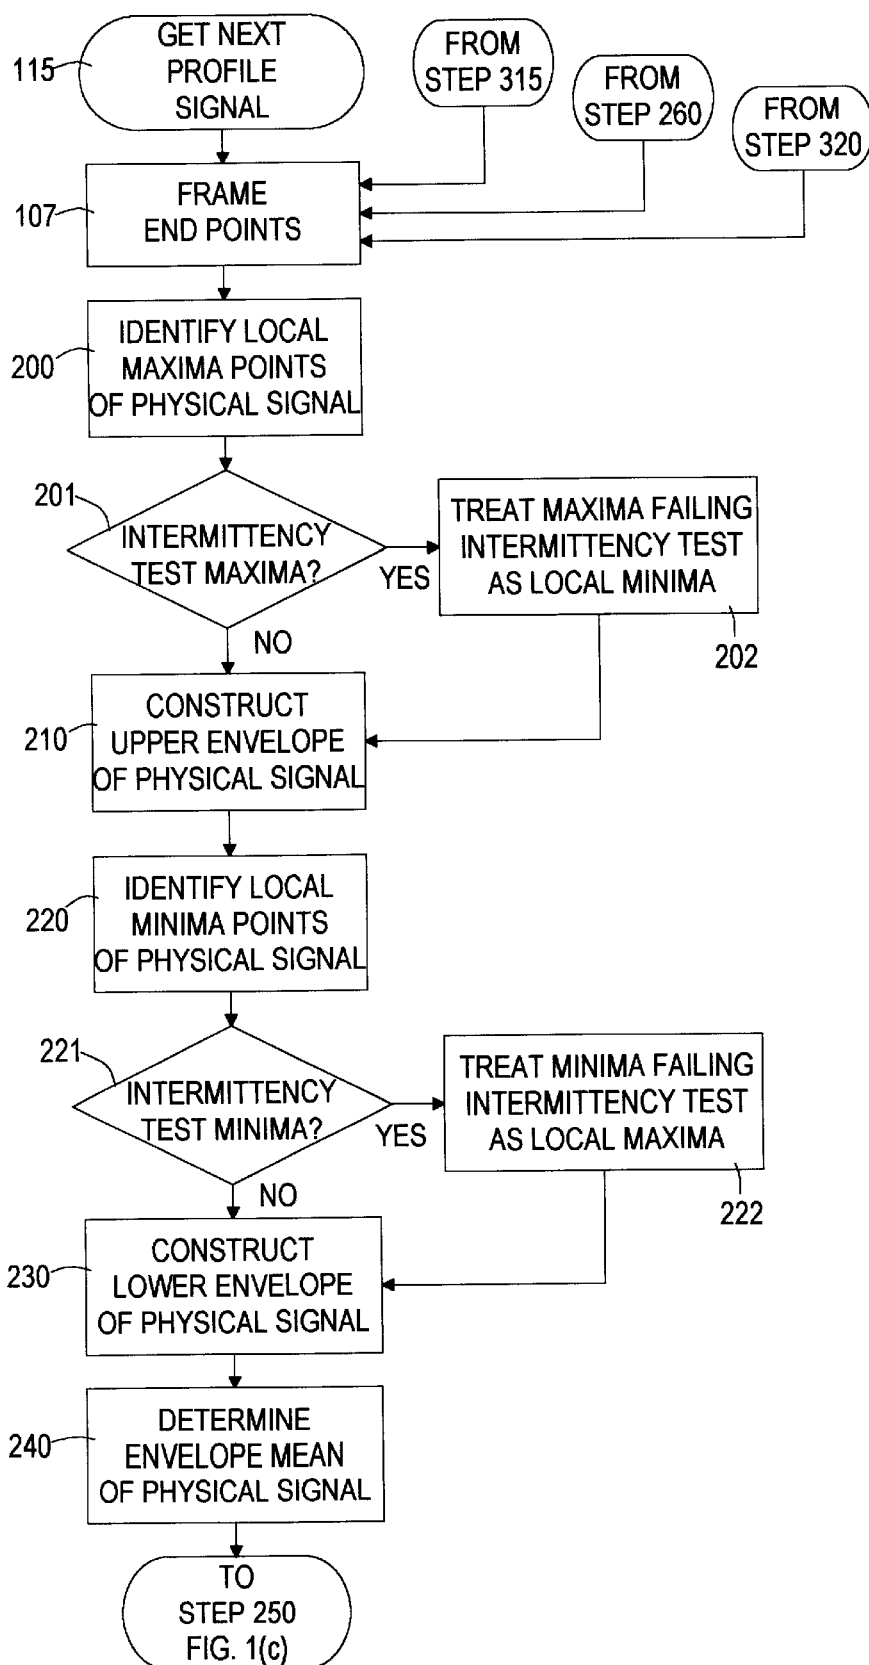 GET NEXT
PROFILE
SIGNAL
115
FROM
STEP 315
FROM
STEP 260
FROM
STEP 320
FRAME
END POINTS
107
IDENTIFY LOCAL
MAXIMA POINTS
OF PHYSICAL SIGNAL
200
201
INTERMITTENCY
TEST MAXIMA?
YES
TREAT MAXIMA FAILING
INTERMITTENCY TEST
AS LOCAL MINIMA
202
NO
CONSTRUCT
UPPER ENVELOPE
OF PHYSICAL SIGNAL
210
IDENTIFY LOCAL
MINIMA POINTS
OF PHYSICAL SIGNAL
220
221
INTERMITTENCY
TEST MINIMA?
YES
TREAT MINIMA FAILING
INTERMITTENCY TEST
AS LOCAL MAXIMA
222
NO
CONSTRUCT
LOWER ENVELOPE
OF PHYSICAL SIGNAL
230
DETERMINE
ENVELOPE MEAN
OF PHYSICAL SIGNAL
240
TO
STEP 250
FIG. 1(c)